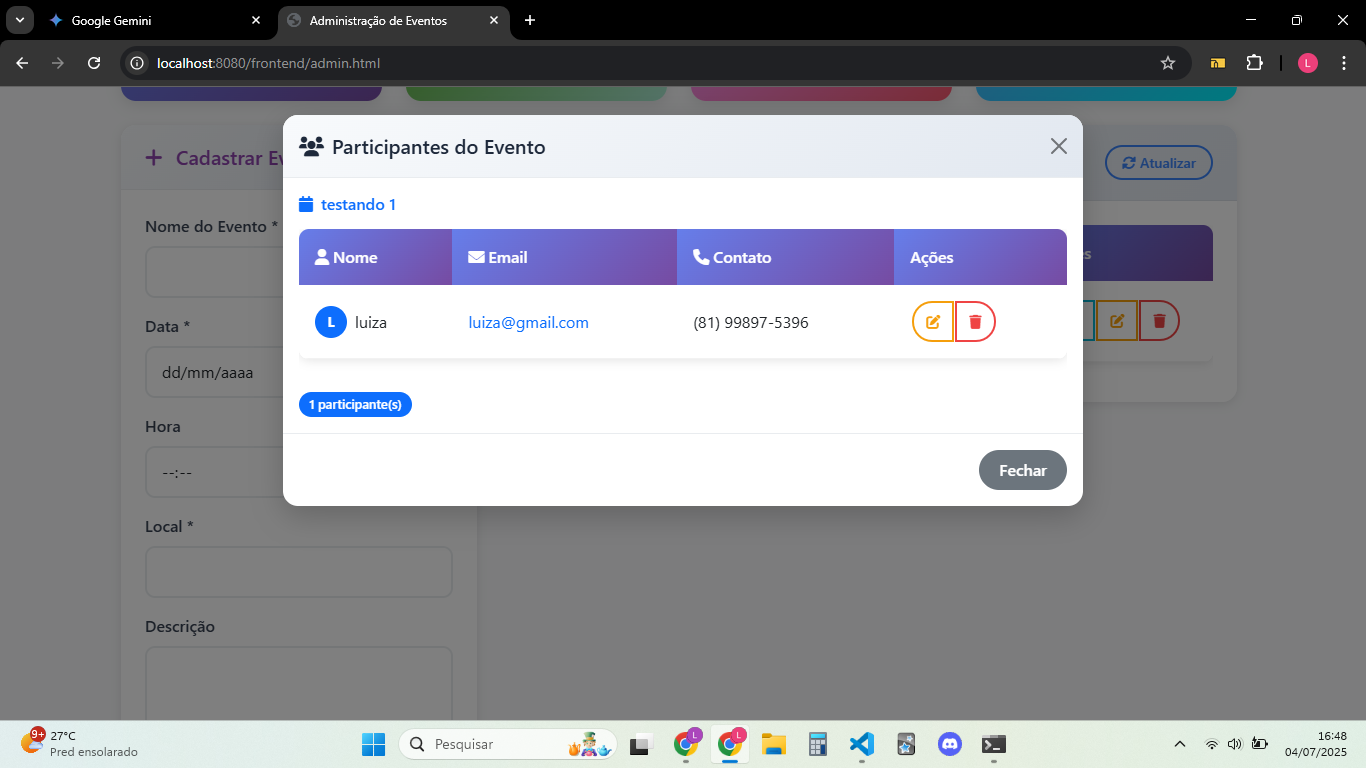 Google Gemini
Administração de Eventos
localhost:8080/frontend/admin.html
L
Cadastrar Ev
Atualizar
Participantes do Evento
testando 1
Nome Email Contato Ações
L luiza luiza@gmail.com (81) 99897-5396
1 participante(s)
Fechar
Nome do Evento *
Data *
dd/mm/aaaa
Hora
--:--
Local *
Descrição
s
9+
27°C
Pred ensolarado
Pesquisar
L
L
16:48
04/07/2025